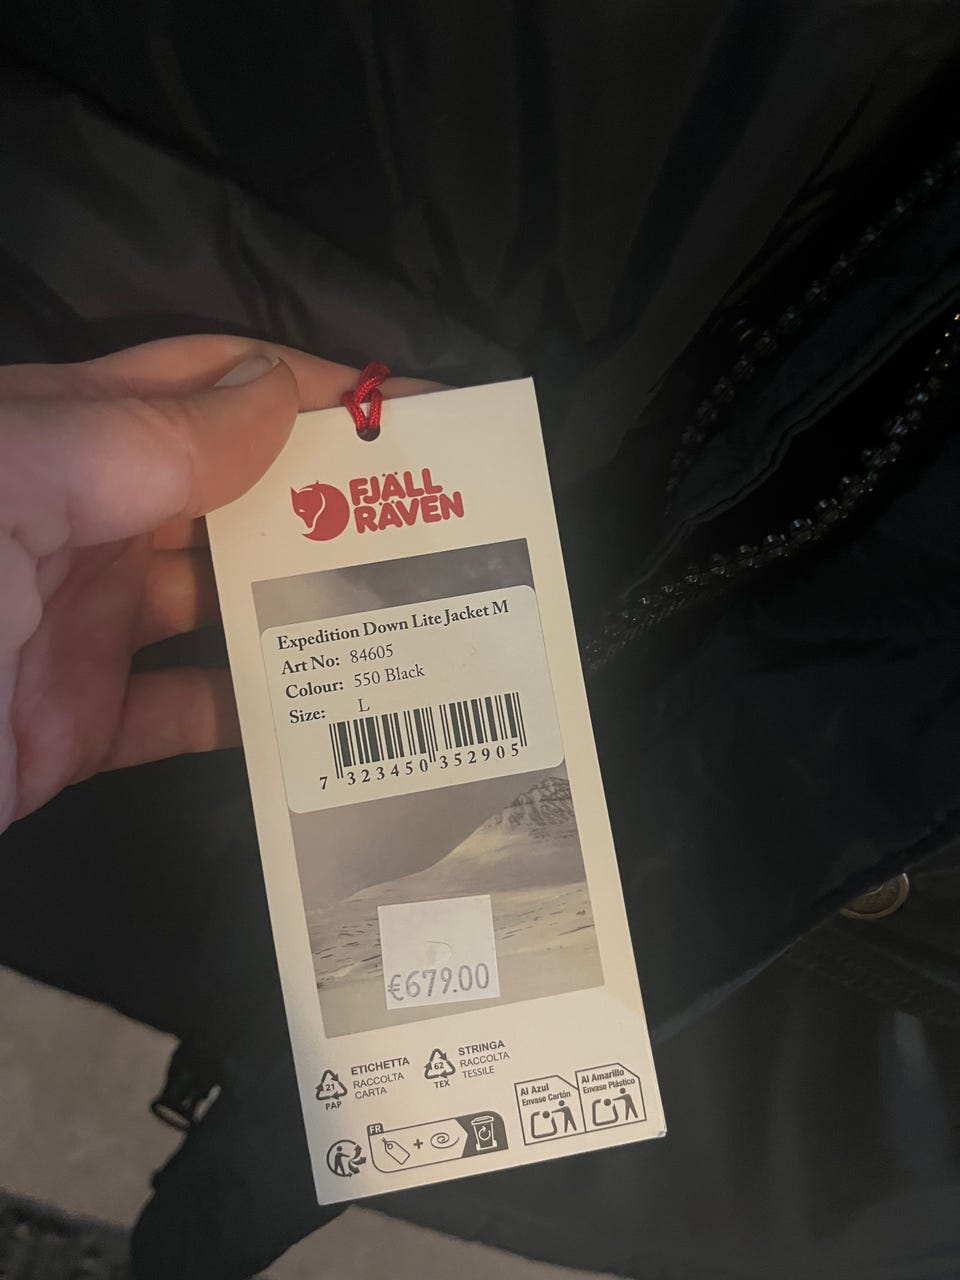 FJÄLL
RÄVEN
Expedition Down Lite Jacket M
Art No: 84605
Colour: 550 Black
Size: L
7 323450 352905
€679.00
21
PAP
ETICHETTA
RACCOLTA
CARTA
62
TEX
STRINGA
RACCOLTA
TESSILE
Al Azul
Envase Cartón
Al Amarillo
Envase Plástico
FR
+